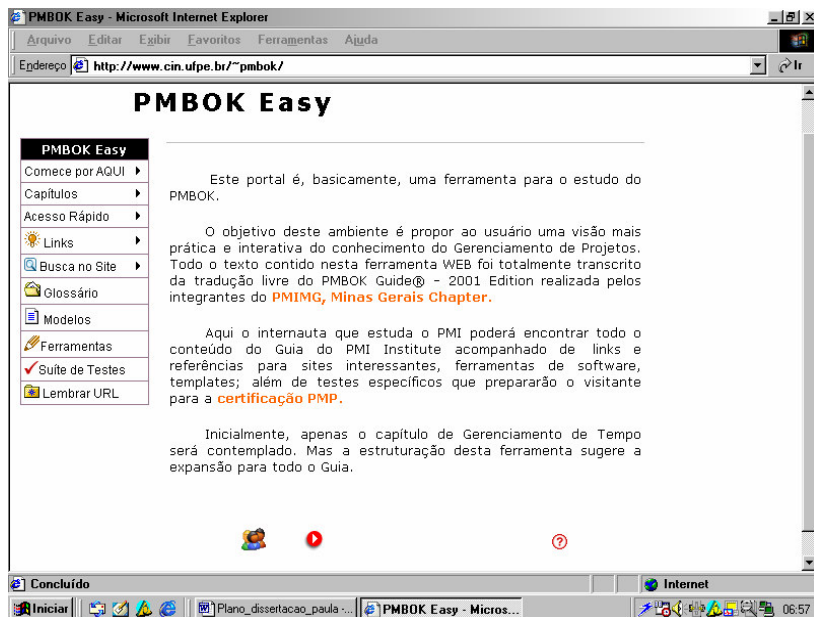 PMBOK Easy - Microsoft Internet Explorer
Arquivo Editar Exibir Favoritos Ferramentas Ajuda
Endereço http://www.cin.ufpe.br/~pmbok/ Ir
PMBOK Easy
PMBOK Easy
Comece por AQUI
Capítulos
Acesso Rápido
Links
Busca no Site
Glossário
Modelos
Ferramentas
Suíte de Testes
Lembrar URL
Este portal é, basicamente, uma ferramenta para o estudo do
PMBOK.
O objetivo deste ambiente é propor ao usuário uma visão mais
prática e interativa do conhecimento do Gerenciamento de Projetos.
Todo o texto contido nesta ferramenta WEB foi totalmente transcrito
da tradução livre do PMBOK Guide® - 2001 Edition realizada pelos
integrantes do PMIMG, Minas Gerais Chapter.
Aqui o internauta que estuda o PMI poderá encontrar todo o
conteúdo do Guia do PMI Institute acompanhado de links e
referências para sites interessantes, ferramentas de software,
templates; além de testes específicos que prepararão o visitante
para a certificação PMP.
Inicialmente, apenas o capítulo de Gerenciamento de Tempo
será contemplado. Mas a estruturação desta ferramenta sugere a
expansão para todo o Guia.
Concluído Internet
Iniciar Plano_dissertacao_paula -... PMBOK Easy - Micros... 06:57